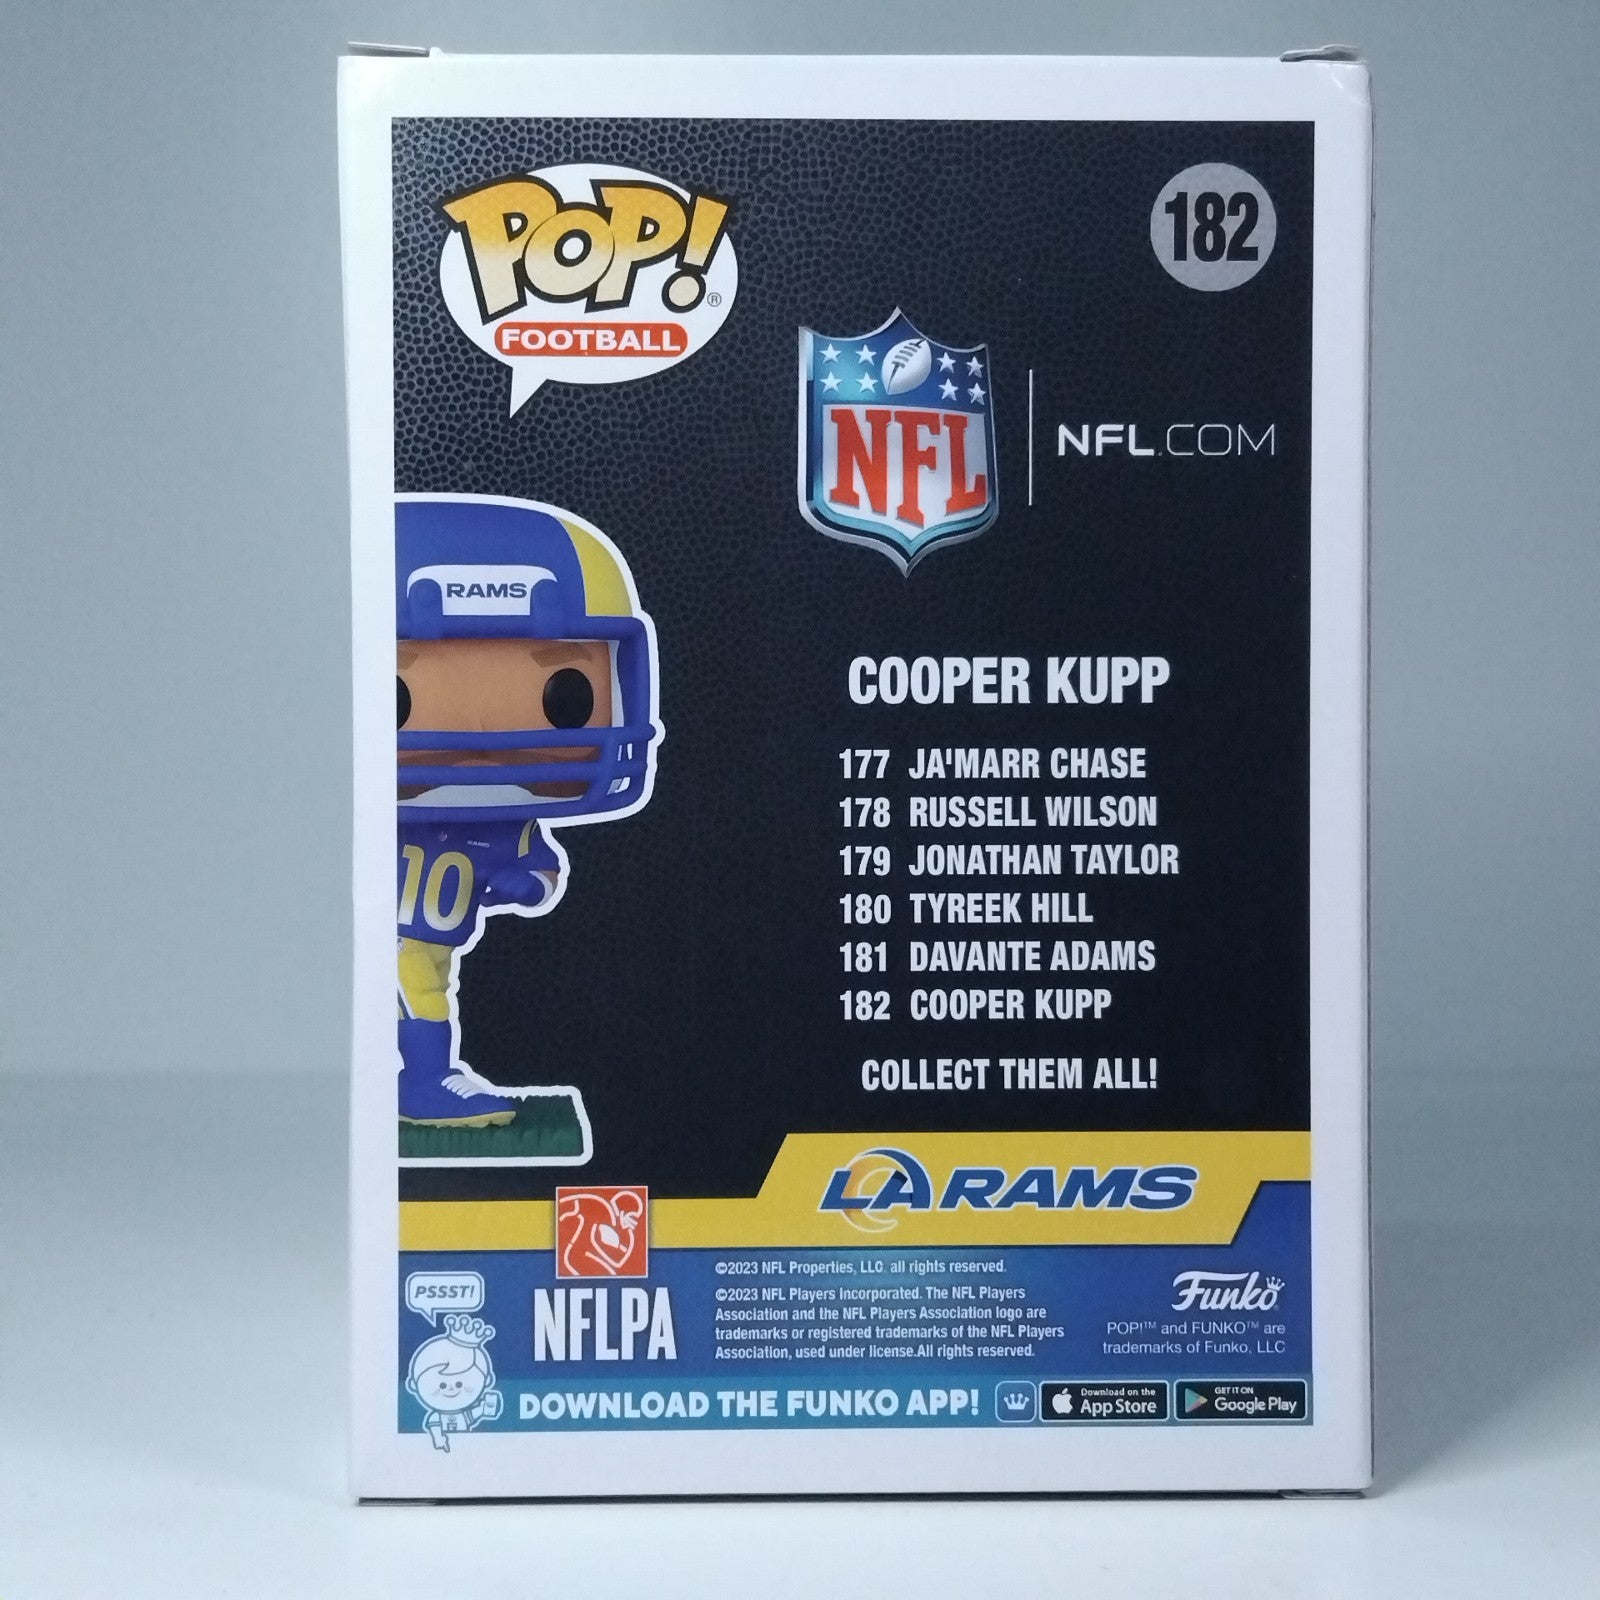 POP!®
FOOTBALL
182
NFL
NFL.COM
RAMS
RAMS
10
COOPER KUPP
177 JA'MARR CHASE
178 RUSSELL WILSON
179 JONATHAN TAYLOR
180 TYREEK HILL
181 DAVANTE ADAMS
182 COOPER KUPP
COLLECT THEM ALL!
LA RAMS
NFLPA
©2023 NFL Properties, LLC. all rights reserved.
©2023 NFL Players Incorporated. The NFL Players
Association and the NFL Players Association logo are
trademarks or registered trademarks of the NFL Players
Association, used under license.All rights reserved.
Funko
POP!™ and FUNKO™ are
trademarks of Funko, LLC
PSSST!
DOWNLOAD THE FUNKO APP!
Download on the
App Store
GET IT ON
Google Play